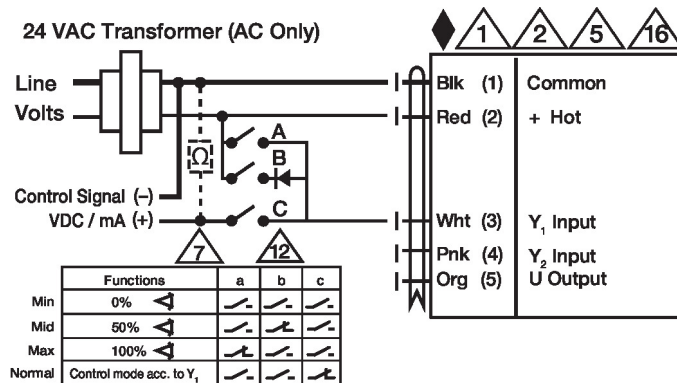 24 VAC Transformer (AC Only)
Line
Volts
Ω
A
B
C
Control Signal (–)
VDC / mA (+)
7
12
1
2
5
16
Blk (1) Common
Red (2) + Hot
Wht (3) Y₁ Input
Pnk (4) Y₂ Input
Org (5) U Output
Functions a b c
Min 0%
Mid 50%
Max 100%
Normal Control mode acc. to Y₁